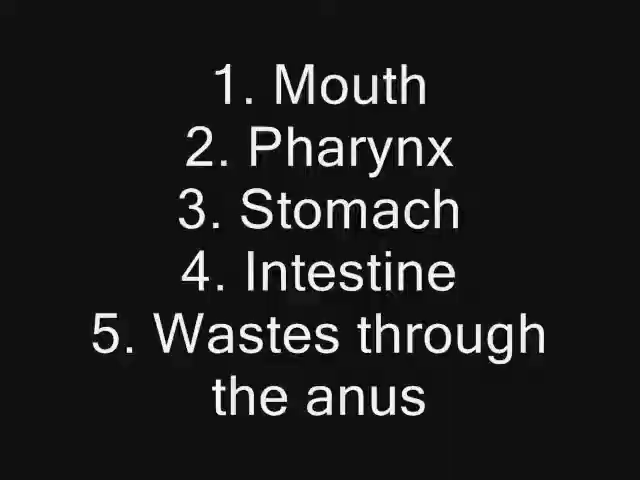 1. Mouth
2. Pharynx
3. Stomach
4. Intestine
5. Wastes through
the anus